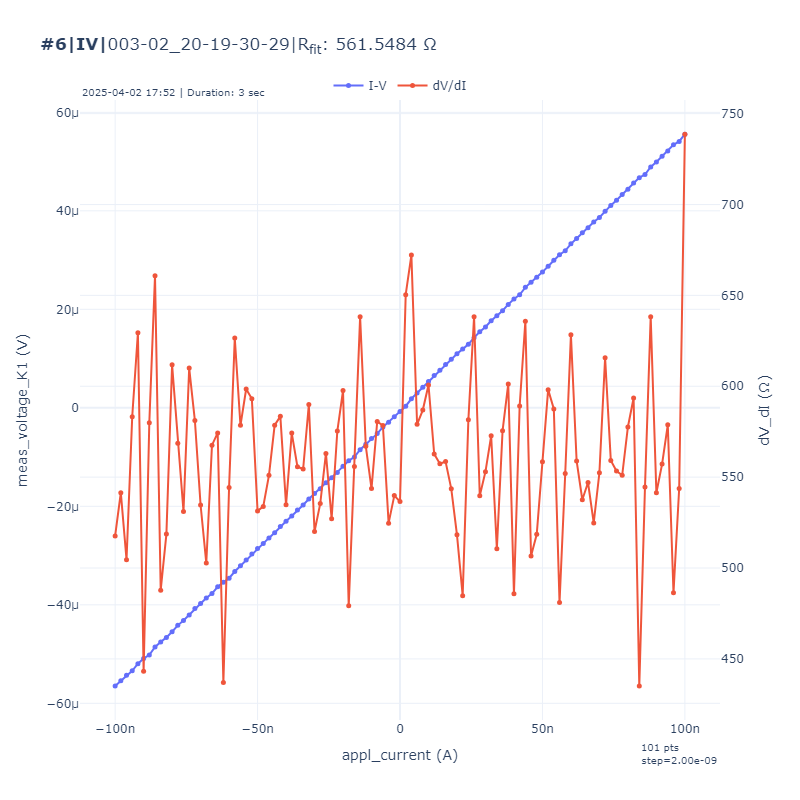 #6|IV|003-02_20-19-30-29|Rfit: 561.5484 Ω
2025-04-02 17:52 | Duration: 3 sec
I-V
dV/dI
60μ
40μ
20μ
0
−20μ
−40μ
−60μ
meas_voltage_K1 (V)
750
700
650
600
550
500
450
dV_dI (Ω)
−100n
−50n
0
50n
100n
appl_current (A)
101 pts
step=2.00e-09